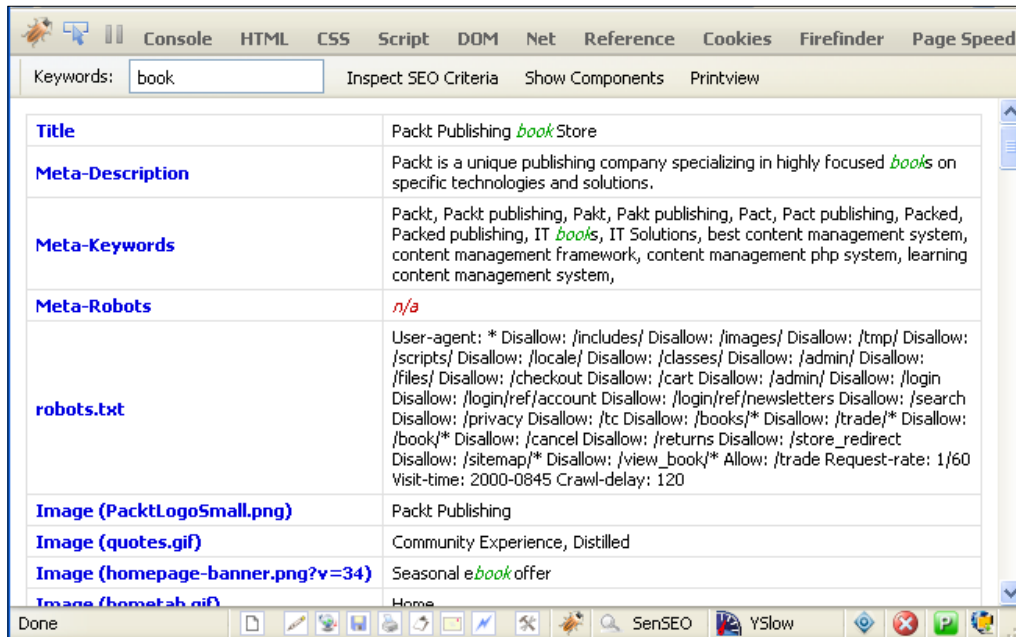 Console HTML CSS Script DOM Net Reference Cookies Firefinder Page Speed
Keywords: book Inspect SEO Criteria Show Components Printview
Title Packt Publishing book Store
Meta-Description Packt is a unique publishing company specializing in highly focused books on
specific technologies and solutions.
Meta-Keywords Packt, Packt publishing, Pakt, Pakt publishing, Pact, Pact publishing, Packed,
Packed publishing, IT books, IT Solutions, best content management system,
content management framework, content management php system, learning
content management system,
Meta-Robots n/a
robots.txt User-agent: * Disallow: /includes/ Disallow: /images/ Disallow: /tmp/ Disallow:
/scripts/ Disallow: /locale/ Disallow: /classes/ Disallow: /admin/ Disallow:
/files/ Disallow: /checkout Disallow: /cart Disallow: /admin/ Disallow: /login
Disallow: /login/ref/account Disallow: /login/ref/newsletters Disallow: /search
Disallow: /privacy Disallow: /tc Disallow: /books/* Disallow: /trade/* Disallow:
/book/* Disallow: /cancel Disallow: /returns Disallow: /store_redirect
Disallow: /sitemap/* Disallow: /view_book/* Allow: /trade Request-rate: 1/60
Visit-time: 2000-0845 Crawl-delay: 120
Image (PacktLogoSmall.png) Packt Publishing
Image (quotes.gif) Community Experience, Distilled
Image (homepage-banner.png?v=34) Seasonal ebook offer
Image (hometab.gif) Home
Done SenSEO YSlow